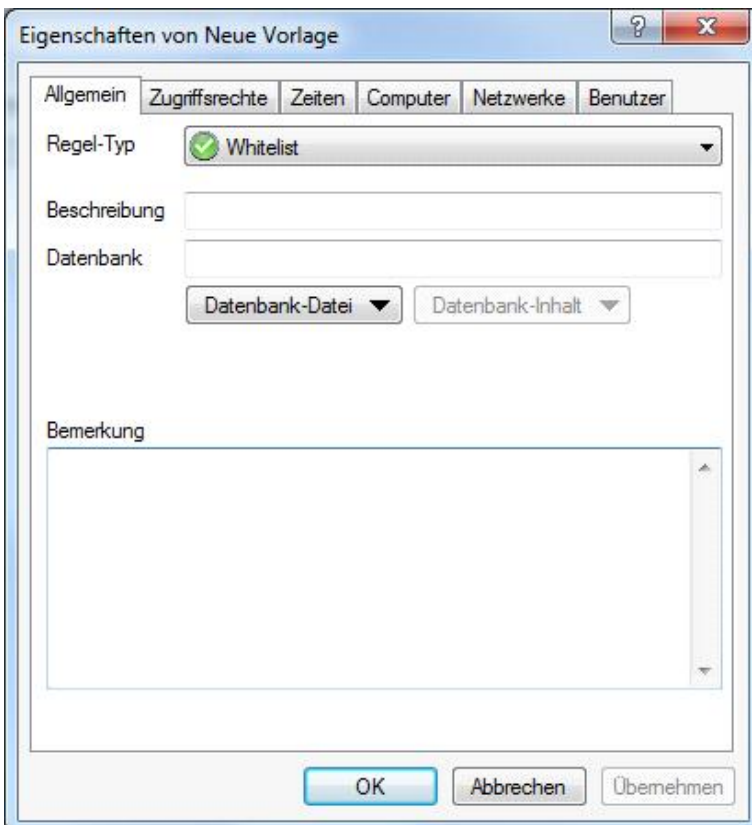 Eigenschaften von Neue Vorlage
Allgemein Zugriffsrechte Zeiten Computer Netzwerke Benutzer
Regel-Typ Whitelist
Beschreibung
Datenbank
Datenbank-Datei Datenbank-Inhalt
Bemerkung
OK Abbrechen Übernehmen